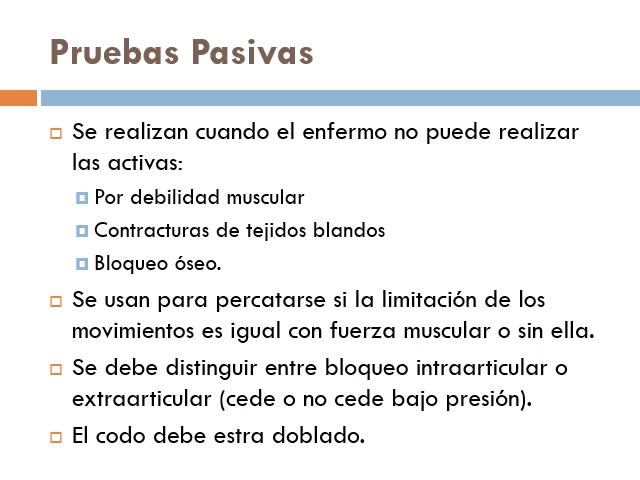 Pruebas Pasivas
Se realizan cuando el enfermo no puede realizar
las activas:
Por debilidad muscular
Contracturas de tejidos blandos
Bloqueo óseo.
Se usan para percatarse si la limitación de los
movimientos es igual con fuerza muscular o sin ella.
Se debe distinguir entre bloqueo intraarticular o
extraarticular (cede o no cede bajo presión).
El codo debe estra doblado.